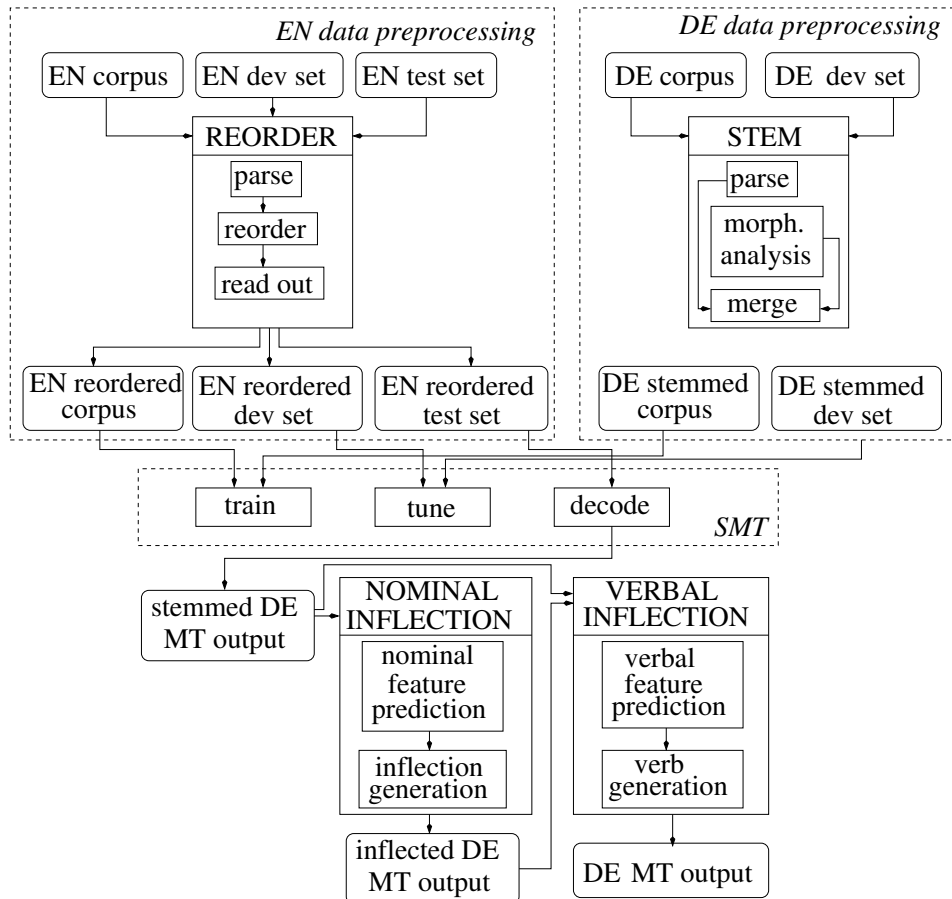 EN data preprocessing
EN corpus
EN dev set
EN test set
REORDER
parse
reorder
read out
EN reordered
corpus
EN reordered
dev set
EN reordered
test set
DE data preprocessing
DE corpus
DE dev set
STEM
parse
morph.
analysis
merge
DE stemmed
corpus
DE stemmed
dev set
train
tune
decode
SMT
stemmed DE
MT output
NOMINAL
INFLECTION
nominal
feature
prediction
inflection
generation
inflected DE
MT output
VERBAL
INFLECTION
verbal
feature
prediction
verb
generation
DE MT output